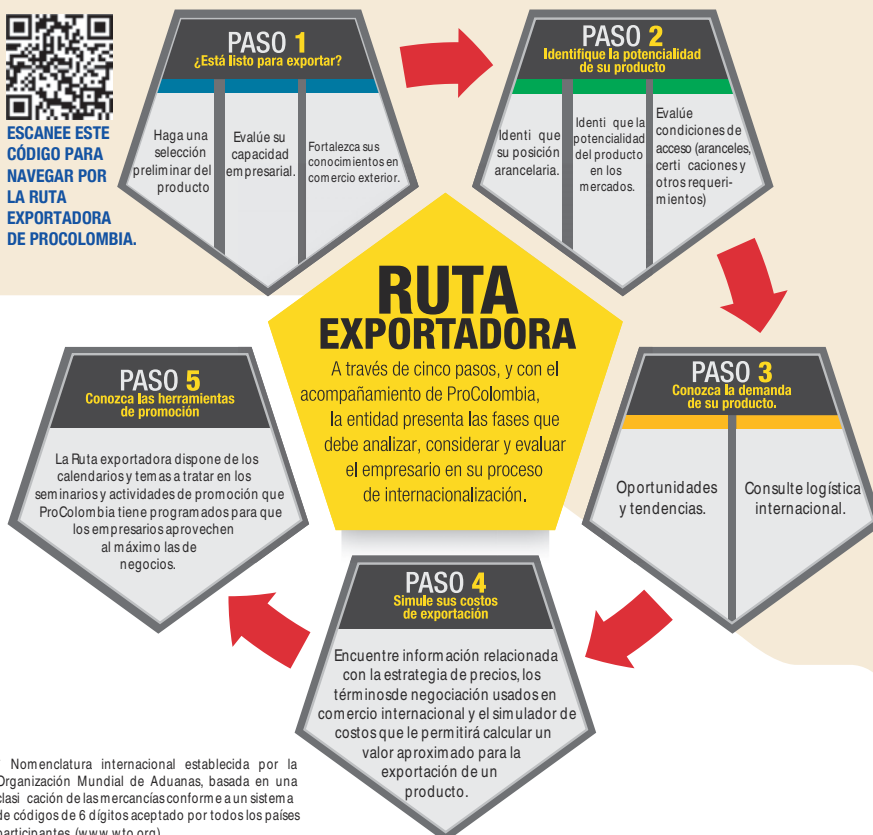 ESCANEE ESTE
CÓDIGO PARA
NAVEGAR POR
LA RUTA
EXPORTADORA
DE PROCOLOMBIA.
PASO 1
¿Está listo para exportar?
Haga una
selección
preliminar del
producto
Evalúe su
capacidad
empresarial.
Fortalezca sus
conocimientos en
comercio exterior.
PASO 2
Identifique la potencialidad
de su producto
Identi que
su posición
arancelaria.
Identi que la
potencialidad
del producto
en los
mercados.
Evalúe
condiciones de
acceso (aranceles,
certi caciones y
otros requeri-
mientos)
RUTA
EXPORTADORA
A través de cinco pasos, y con el
acompañamiento de ProColombia,
la entidad presenta las fases que
debe analizar, considerar y evaluar
el empresario en su proceso
de internacionalización.
PASO 3
Conozca la demanda
de su producto.
Oportunidades
y tendencias.
Consulte logística
internacional.
PASO 4
Simule sus costos
de exportación
Encuentre información relacionada
con la estrategia de precios, los
términosde negociación usados en
comercio internacional y el simulador de
costos que le permitirá calcular un
valor aproximado para la
exportación de un
producto.
PASO 5
Conozca las herramientas
de promoción
La Ruta exportadora dispone de los
calendarios y temas a tratar en los
seminarios y actividades de promoción que
ProColombia tiene programados para que
los empresarios aprovechen
al máximo las de
negocios.
Nomenclatura internacional establecida por la
Organización Mundial de Aduanas, basada en una
clasi cación de las mercancías conforme a un sistema
de códigos de 6 dígitos aceptado por todos los países
participantes. (www.wto.org)